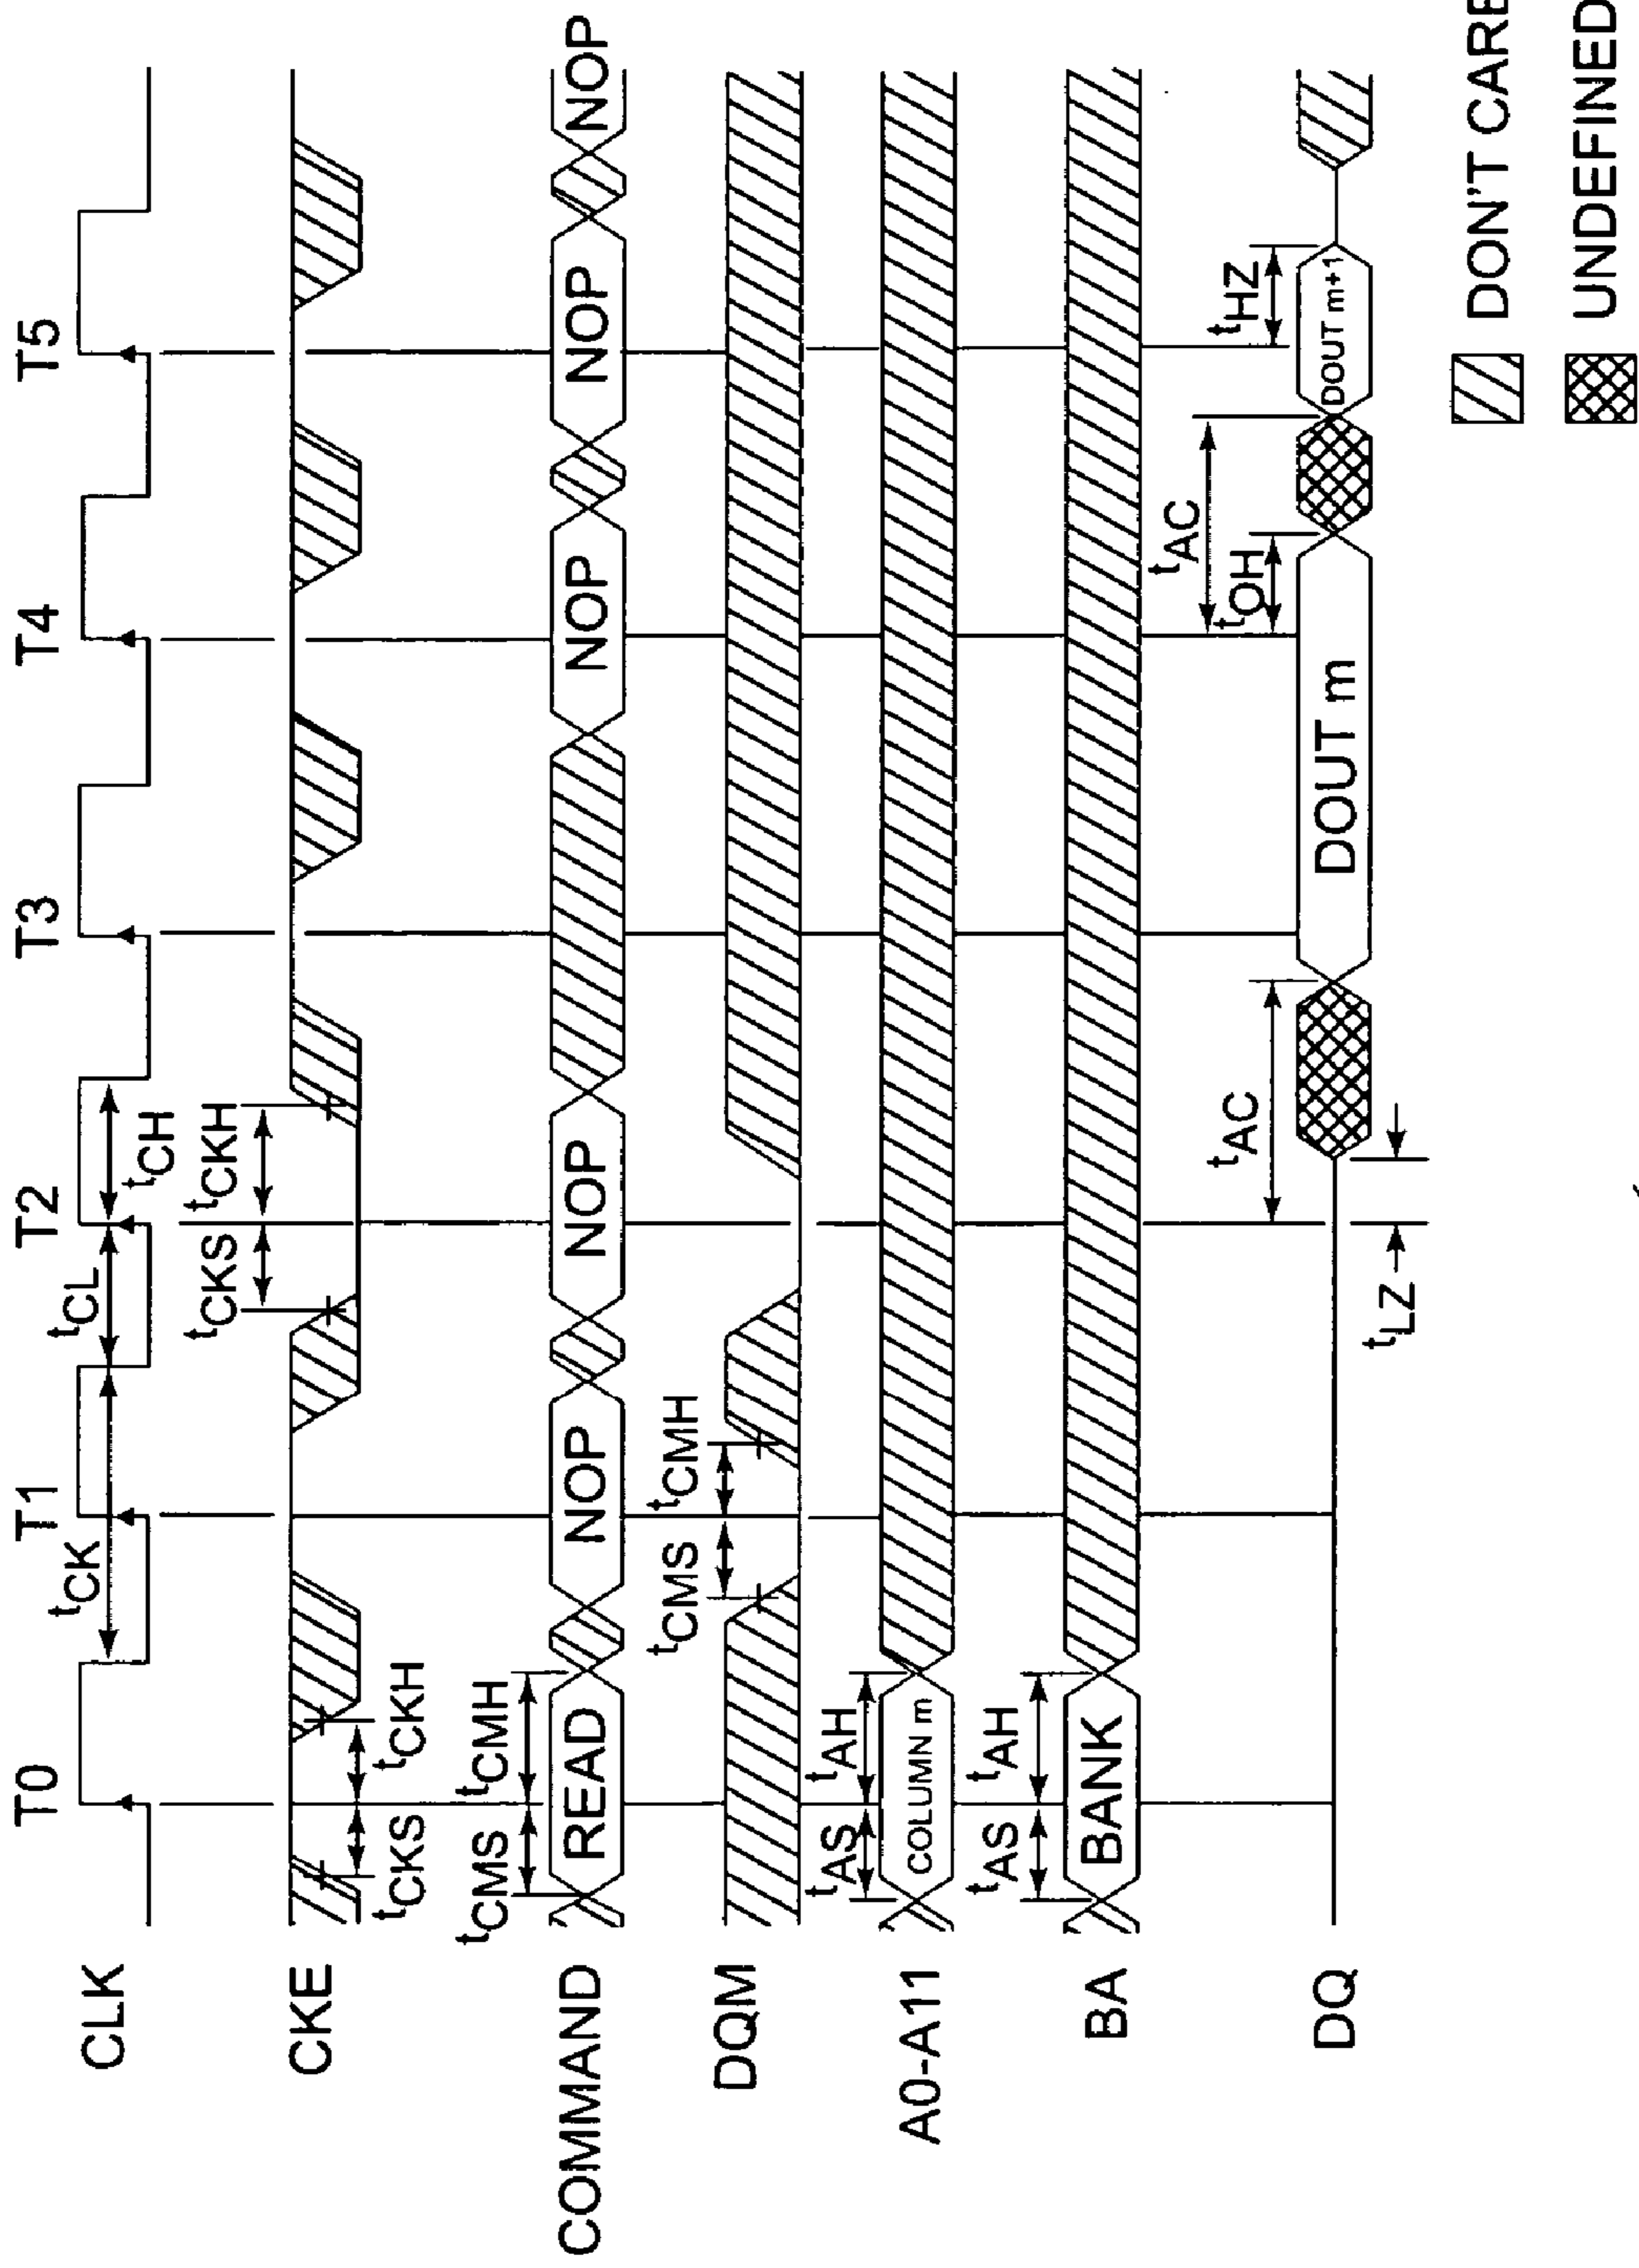 T0 T1 T2 T3 T4 T5
CLK
tCK tCL tCH
CKE
tCKS tCKH tCKS tCKH
tCMS tCMH
COMMAND READ NOP NOP NOP NOP NOP
tCMS tCMH
DQM
tAS tAH
A0-A11 COLUMN m
tAS tAH
BA BANK
tAC tAC
tOH tHZ
DQ DOUT m DOUT m+1
tLZ
DON'T CARE
UNDEFINED